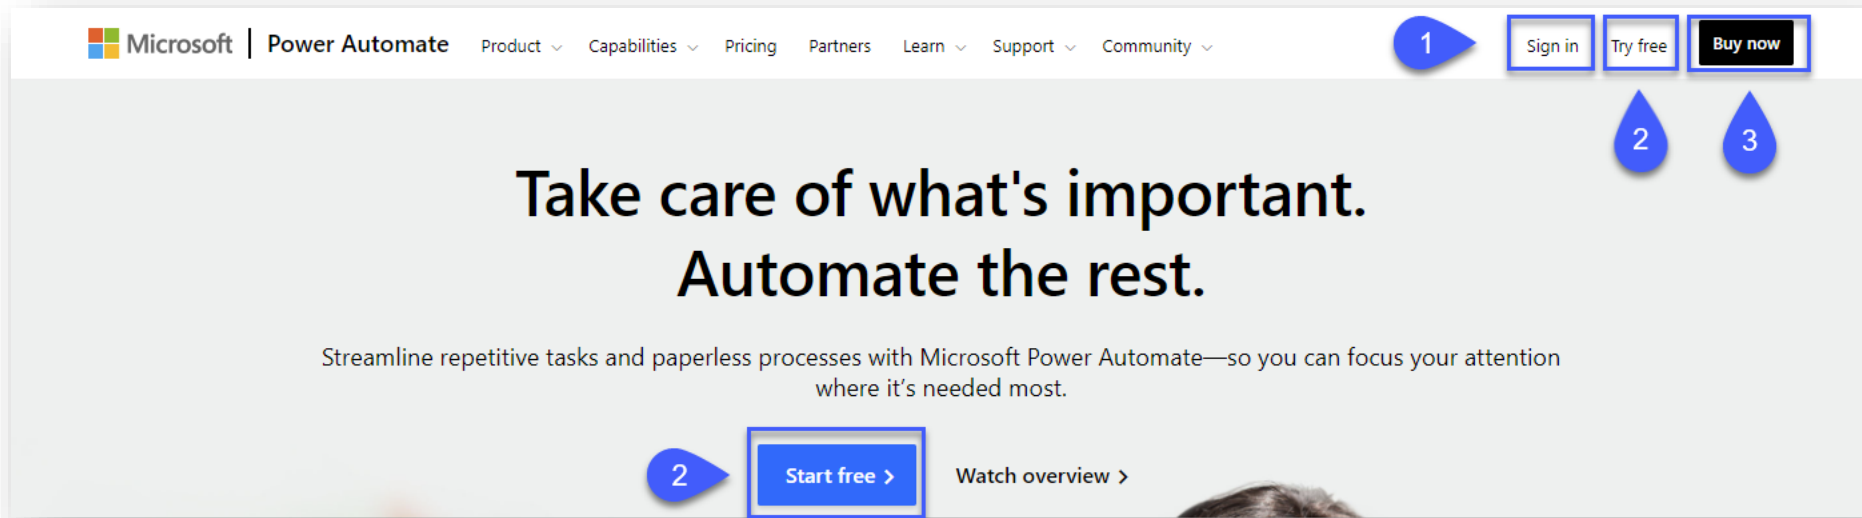 Microsoft | Power Automate Product Capabilities Pricing Partners Learn Support Community 1 Sign in Try free Buy now
2 3
Take care of what's important.
Automate the rest.
Streamline repetitive tasks and paperless processes with Microsoft Power Automate—so you can focus your attention
where it's needed most.
2 Start free > Watch overview >